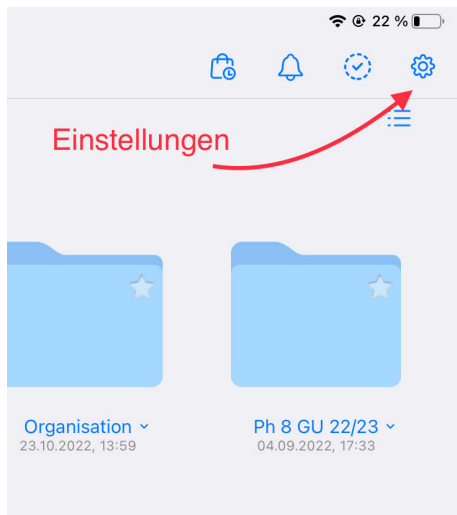 22 %
Einstellungen
Organisation
23.10.2022, 13:59
Ph 8 GU 22/23
04.09.2022, 17:33